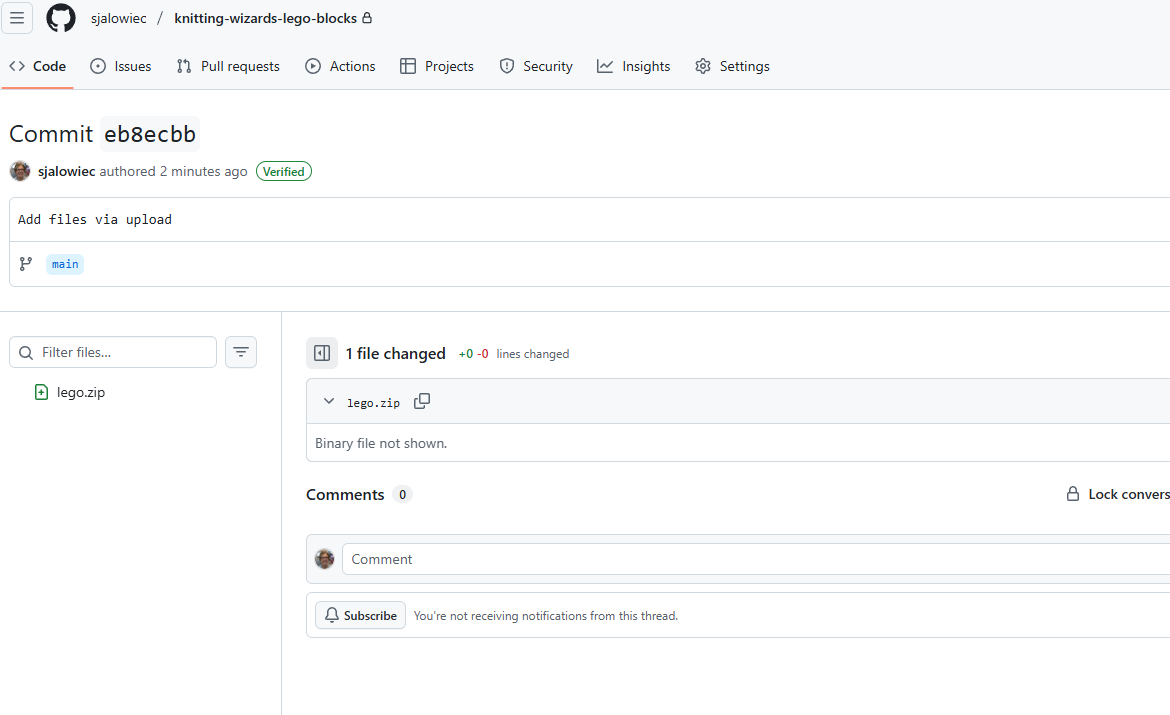 sjalowiec / knitting-wizards-lego-blocks
Code Issues Pull requests Actions Projects Security Insights Settings
Commit eb8ecbb
sjalowiec authored 2 minutes ago Verified
Add files via upload
main
Filter files...
lego.zip
1 file changed +0 -0 lines changed
lego.zip
Binary file not shown.
Comments 0
Lock convers
Comment
Subscribe You're not receiving notifications from this thread.